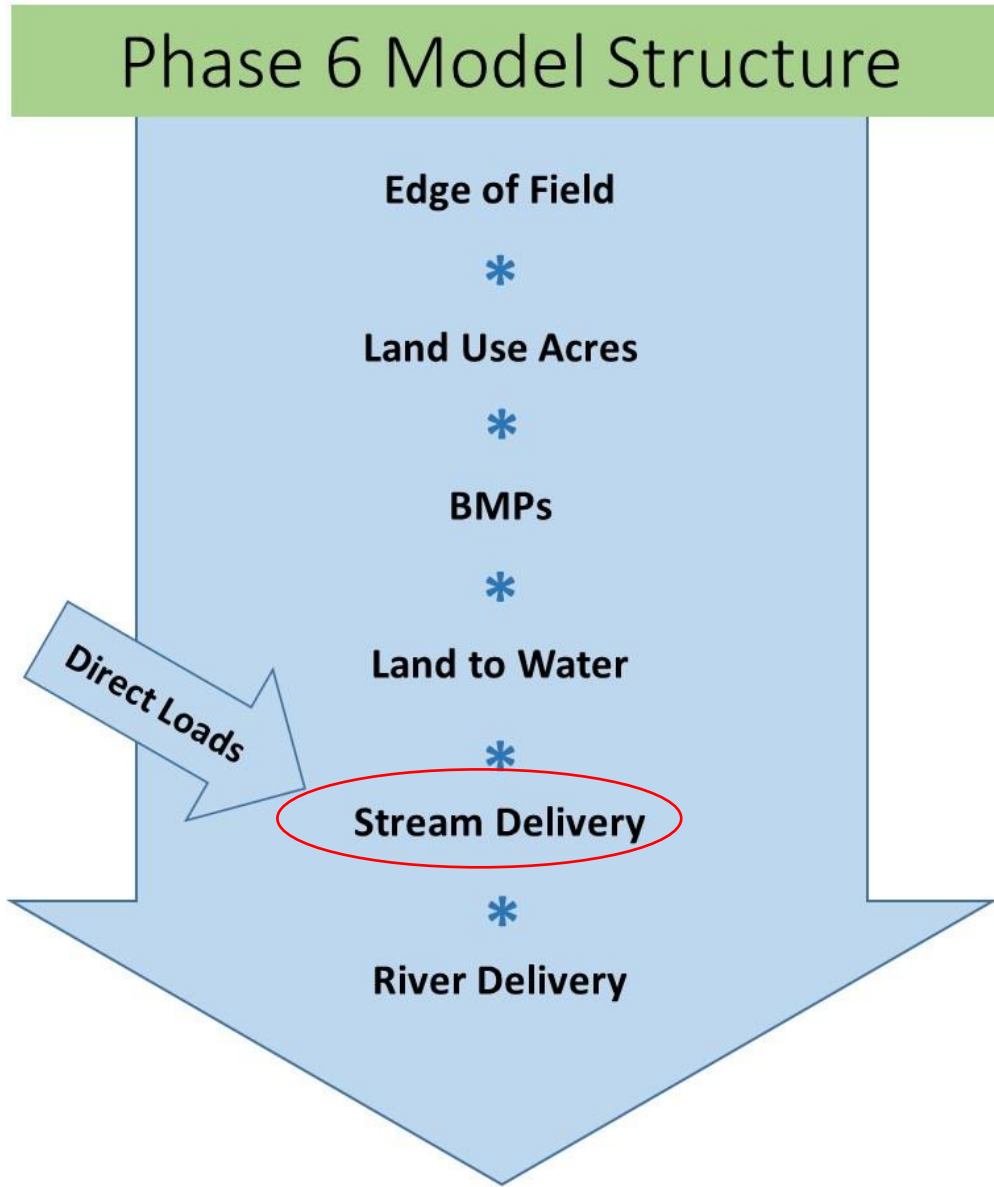 Phase 6 Model Structure
Edge of Field
*
Land Use Acres
*
BMPs
*
Land to Water
Direct Loads
*
Stream Delivery
*
River Delivery